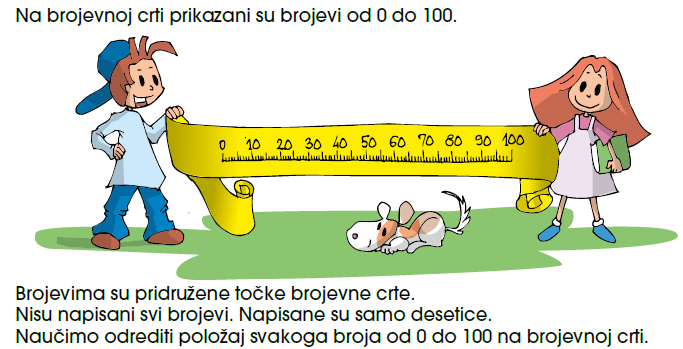 Na brojevnoj crti prikazani su brojevi od 0 do 100.
0 10 20 30 40 50 60 70 80 90 100
Brojevima su pridružene točke brojevne crte.
Nisu napisani svi brojevi. Napisane su samo desetice.
Naučimo odrediti položaj svakoga broja od 0 do 100 na brojevnoj crti.